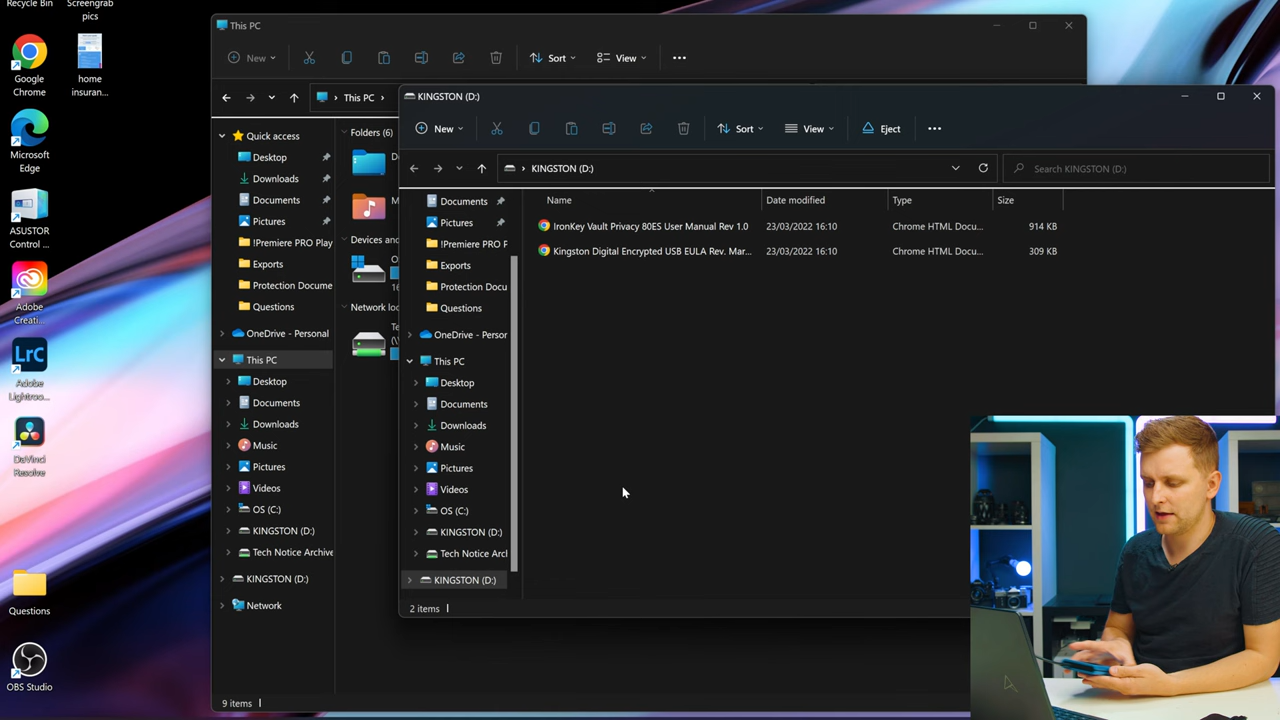 Recycle Bin
Screengrab
pics
Google
Chrome
home
insuran...
Microsoft
Edge
ASUSTOR
Control ...
Adobe
Creati...
Lrc
Adobe
Lightroo...
DaVinci
Resolve
Questions
OBS Studio
This PC
New
Sort
View
This PC
Quick access
Desktop
Downloads
Documents
Pictures
!Premiere PRO Play
Exports
Protection Docume
Questions
OneDrive - Personal
This PC
Desktop
Documents
Downloads
Music
Pictures
Videos
OS (C:)
KINGSTON (D:)
Tech Notice Archive
KINGSTON (D:)
Network
9 items
Folders (6)
Devices and
Network loc
KINGSTON (D:)
New
Sort
View
Eject
KINGSTON (D:)
Search KINGSTON (D:)
Documents
Pictures
!Premiere PRO P
Exports
Protection Docu
Questions
OneDrive - Person
This PC
Desktop
Documents
Downloads
Music
Pictures
Videos
OS (C:)
KINGSTON (D:)
Tech Notice Arcl
KINGSTON (D:)
Name Date modified Type Size
IronKey Vault Privacy 80ES User Manual Rev 1.0 23/03/2022 16:10 Chrome HTML Docu... 914 KB
Kingston Digital Encrypted USB EULA Rev. Mar... 23/03/2022 16:10 Chrome HTML Docu... 309 KB
2 items